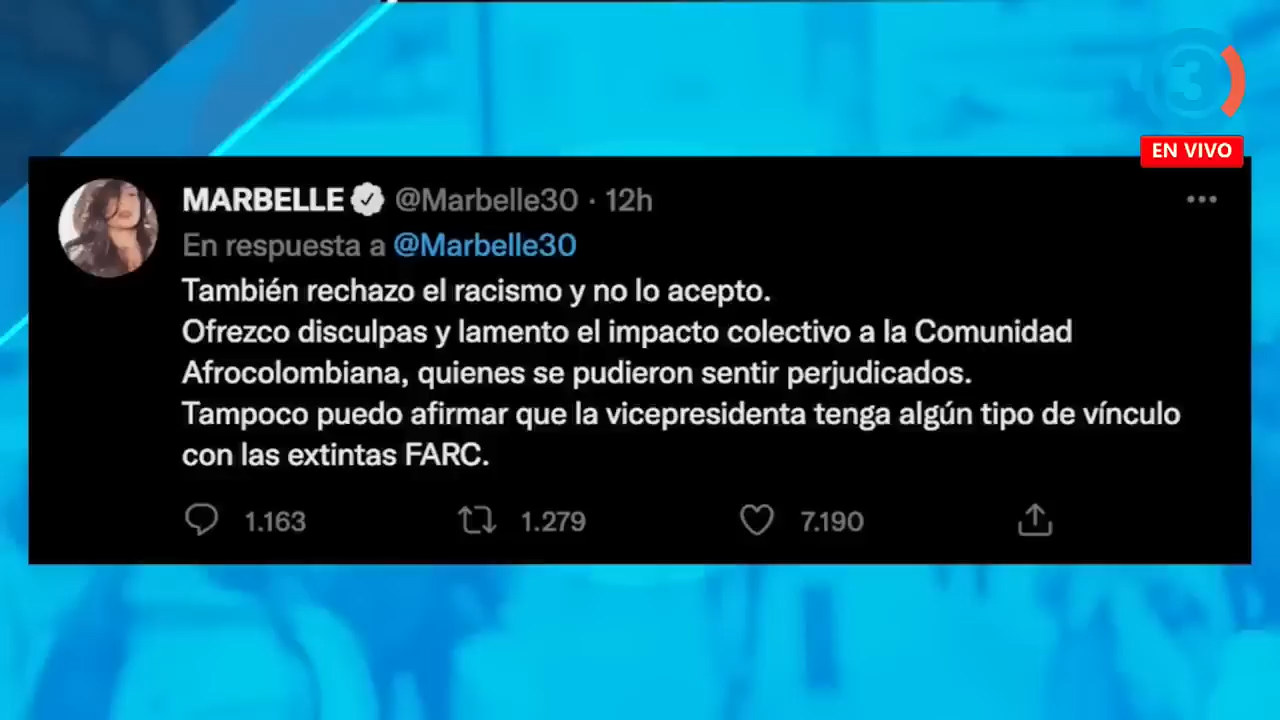 3
EN VIVO
MARBELLE @Marbelle30 · 12h
En respuesta a @Marbelle30
También rechazo el racismo y no lo acepto.
Ofrezco disculpas y lamento el impacto colectivo a la Comunidad
Afrocolombiana, quienes se pudieron sentir perjudicados.
Tampoco puedo afirmar que la vicepresidenta tenga algún tipo de vínculo
con las extintas FARC.
1.163 1.279 7.190